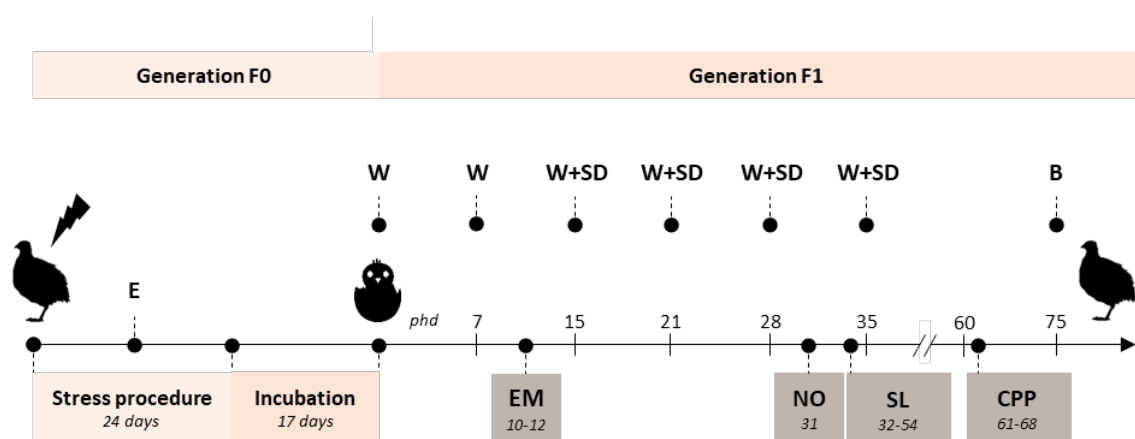 Generation F0 Generation F1
W W W+SD W+SD W+SD W+SD B
E
phd 7 15 21 28 35 60 75
Stress procedure Incubation EM NO SL CPP
24 days 17 days 10-12 31 32-54 61-68